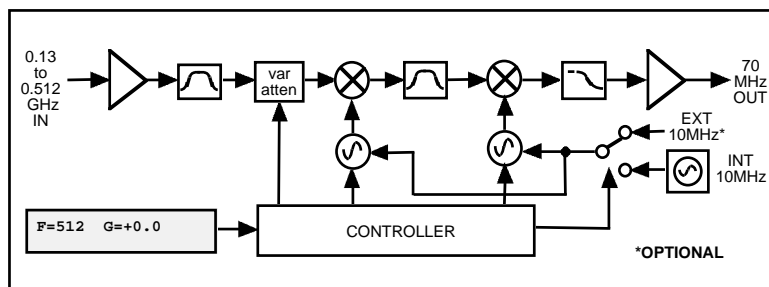 0.13
to
0.512
GHz
IN
var
atten
70
MHz
OUT
EXT
10MHz*
INT
10MHz
F=512 G=+0.0
CONTROLLER
*OPTIONAL